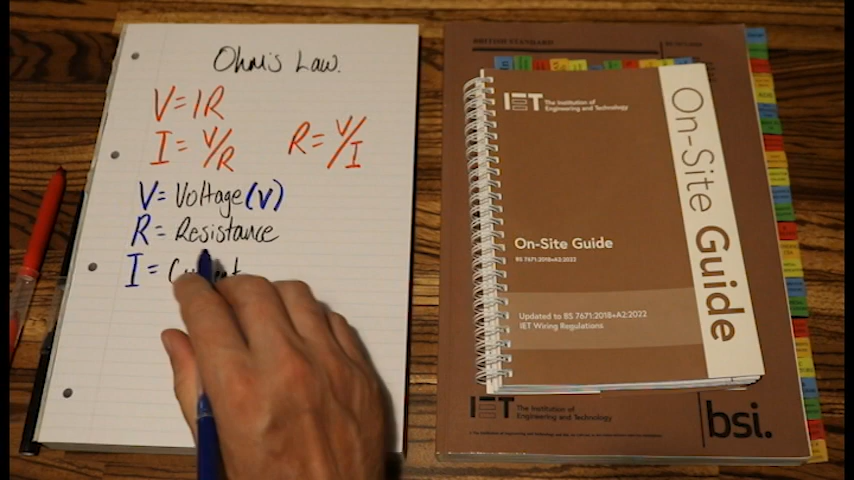 Ohm's Law.
V=IR
I=V/R R=V/I
V=Voltage(V)
R=Resistance
I=
BRITISH STANDARD
IET The Institution of
Engineering and Technology
On-Site Guide
On-Site Guide
BS 7671:2018+A2:2022
Updated to BS 7671:2018+A2:2022
IET Wiring Regulations
IET The Institution of
Engineering and Technology
bsi.